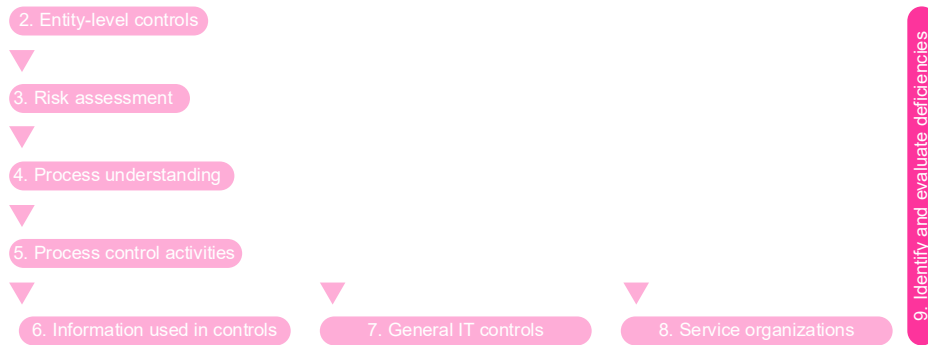 2. Entity-level controls
3. Risk assessment
4. Process understanding
5. Process control activities
6. Information used in controls
7. General IT controls
8. Service organizations
9. Identify and evaluate deficiencies